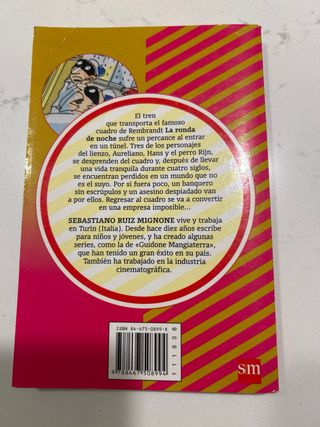 El tren
que transporta el famoso
cuadro de Rembrandt La ronda
de noche sufre un percance al entrar
en un túnel. Tres de los personajes
del lienzo, Aureliano, Hans y el perro Rijn,
se desprenden del cuadro y, después de llevar
una vida tranquila durante cuatro siglos, se
se encuentran perdidos en un mundo que no
es el suyo. Por si fuera poco, un banquero
sin escrúpulos y un asesino despiadado van
a por ellos. Regresar al cuadro se va a convertir
en una empresa imposible...
SEBASTIANO RUIZ MIGNONE vive y trabaja
en Turín (Italia). Desde hace diez años escribe
para niños y jóvenes, y ha creado algunas
series, como la de «Guidone Mangiaterra»,
que han tenido un gran éxito en su país.
También ha trabajado en la industria
cinematográfica.
ISBN 84-675-0899-X
9 788467 508994
11193
sm